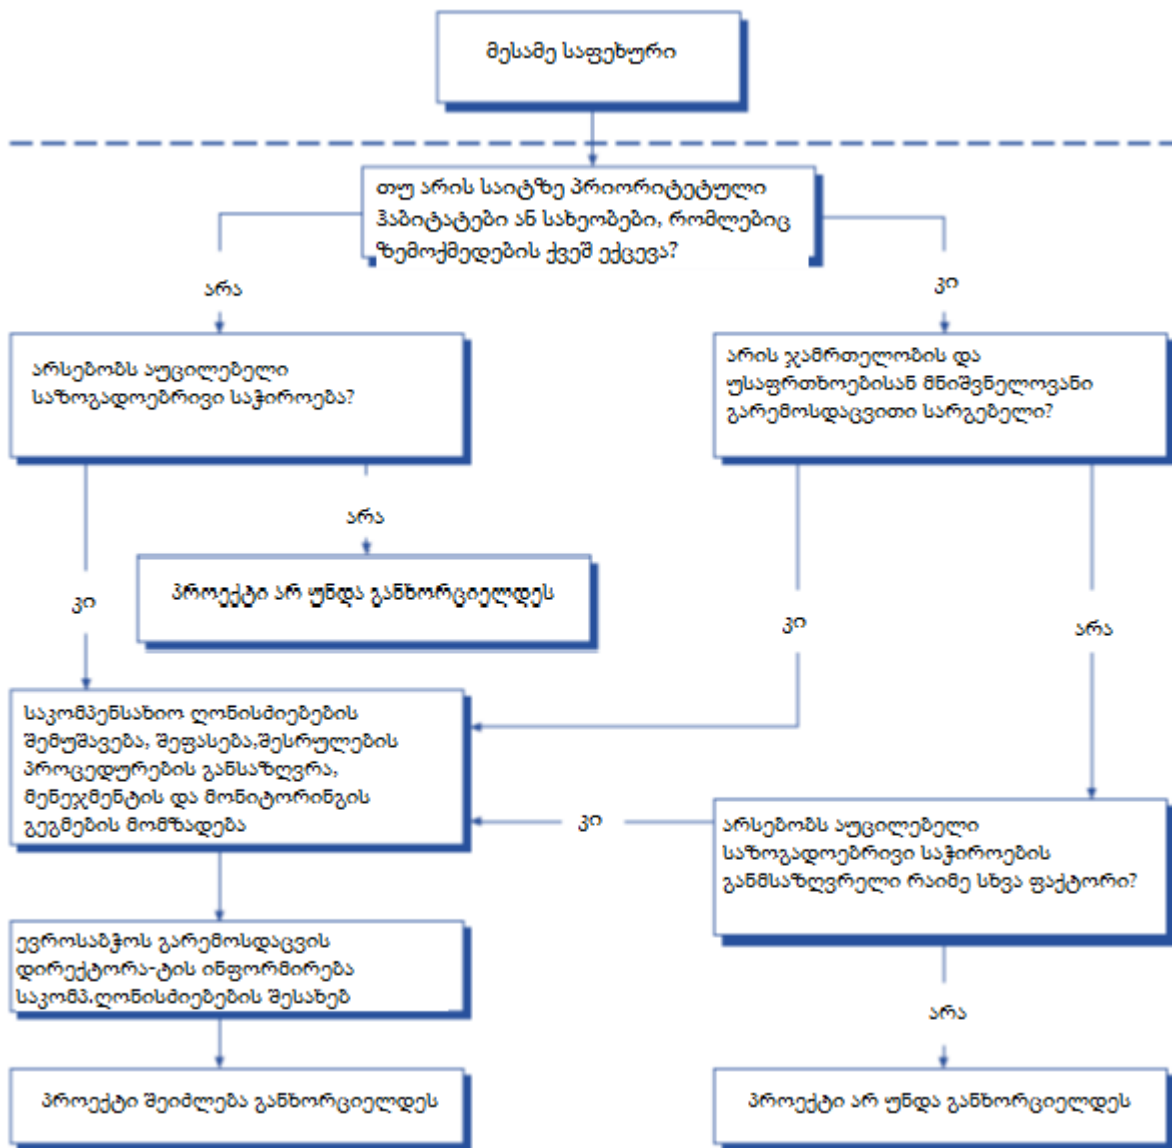 მესამე საფეხური
თუ არის საიტზე პრიორიტეტული
ჰაბიტატები ან სახეობები, რომლებიც
ზემოქმედების ქვეშ ექცევა?
არა
კი
არსებობს აუცილებელი
საზოგადოებრივი საჭიროება?
არის ჯამრთელობის და
უსაფრთხოებისან მნიშვნელოვანი
გარემოსდაცვითი სარგებელი?
არა
პროექტი არ უნდა განხორციელდეს
კი
კი
არა
საკომპენსახიო ღონისძიებების
შემუშავება, შეფასება,შესრულების
პროცედურების განსაზღვრა,
მენეჯმენტის და მონიტორინგის
გეგმების მომზადება
კი
არსებობს აუცილებელი
საზოგადოებრივი საჭიროების
განმსაზღვრელი რაიმე სხვა ფაქტორი?
ევროსაბჭოს გარემოსდაცვის
დირექტორა-ტის ინფორმირება
საკომპ.ღონისძიებების შესახებ
არა
პროექტი შეიძლება განხორციელდეს
პროექტი არ უნდა განხორციელდეს